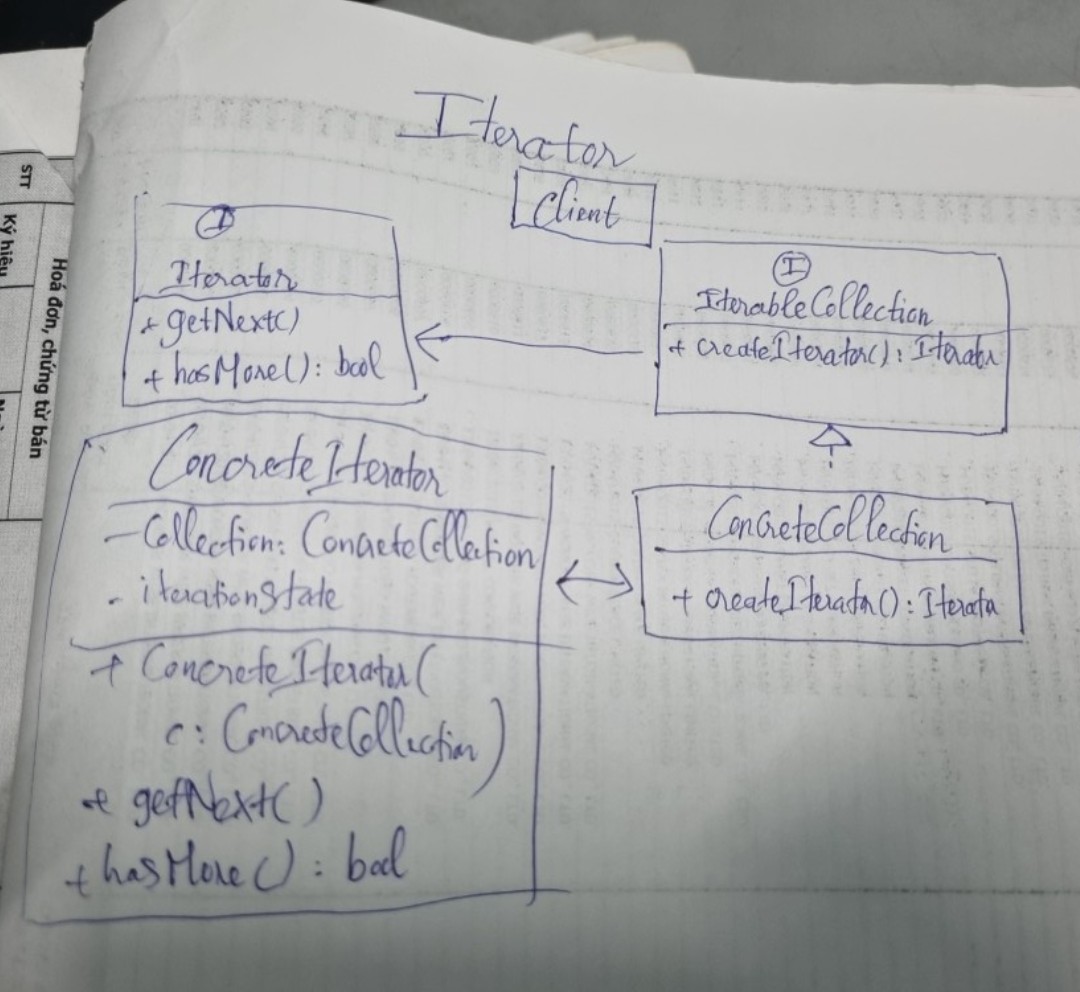 Iterator
Client
I
Iterator
+ getNext()
+ hasMore(): bool
I
IterableCollection
+ createIterator(): Iterator
ConcreteIterator
- Collection: ConcreteCollection
- iterationState
+ ConcreteIterator(
c: ConcreteCollection)
+ getNext()
+ hasMore(): bool
ConcreteCollection
+ createIterator(): Iterator
STT
Ký hiệu
Hoá đơn, chứng từ bán